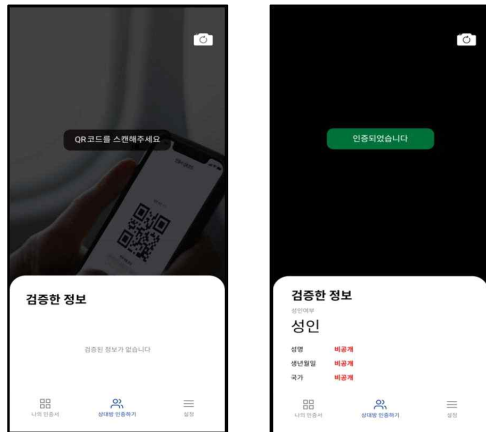 QR코드를 스캔해주세요
검증한 정보
검증된 정보가 없습니다
나의 인증서
상대방 인증하기
설정
인증되었습니다
검증한 정보
성인여부
성인
성명 비공개
생년월일 비공개
국가 비공개
나의 인증서
상대방 인증하기
설정